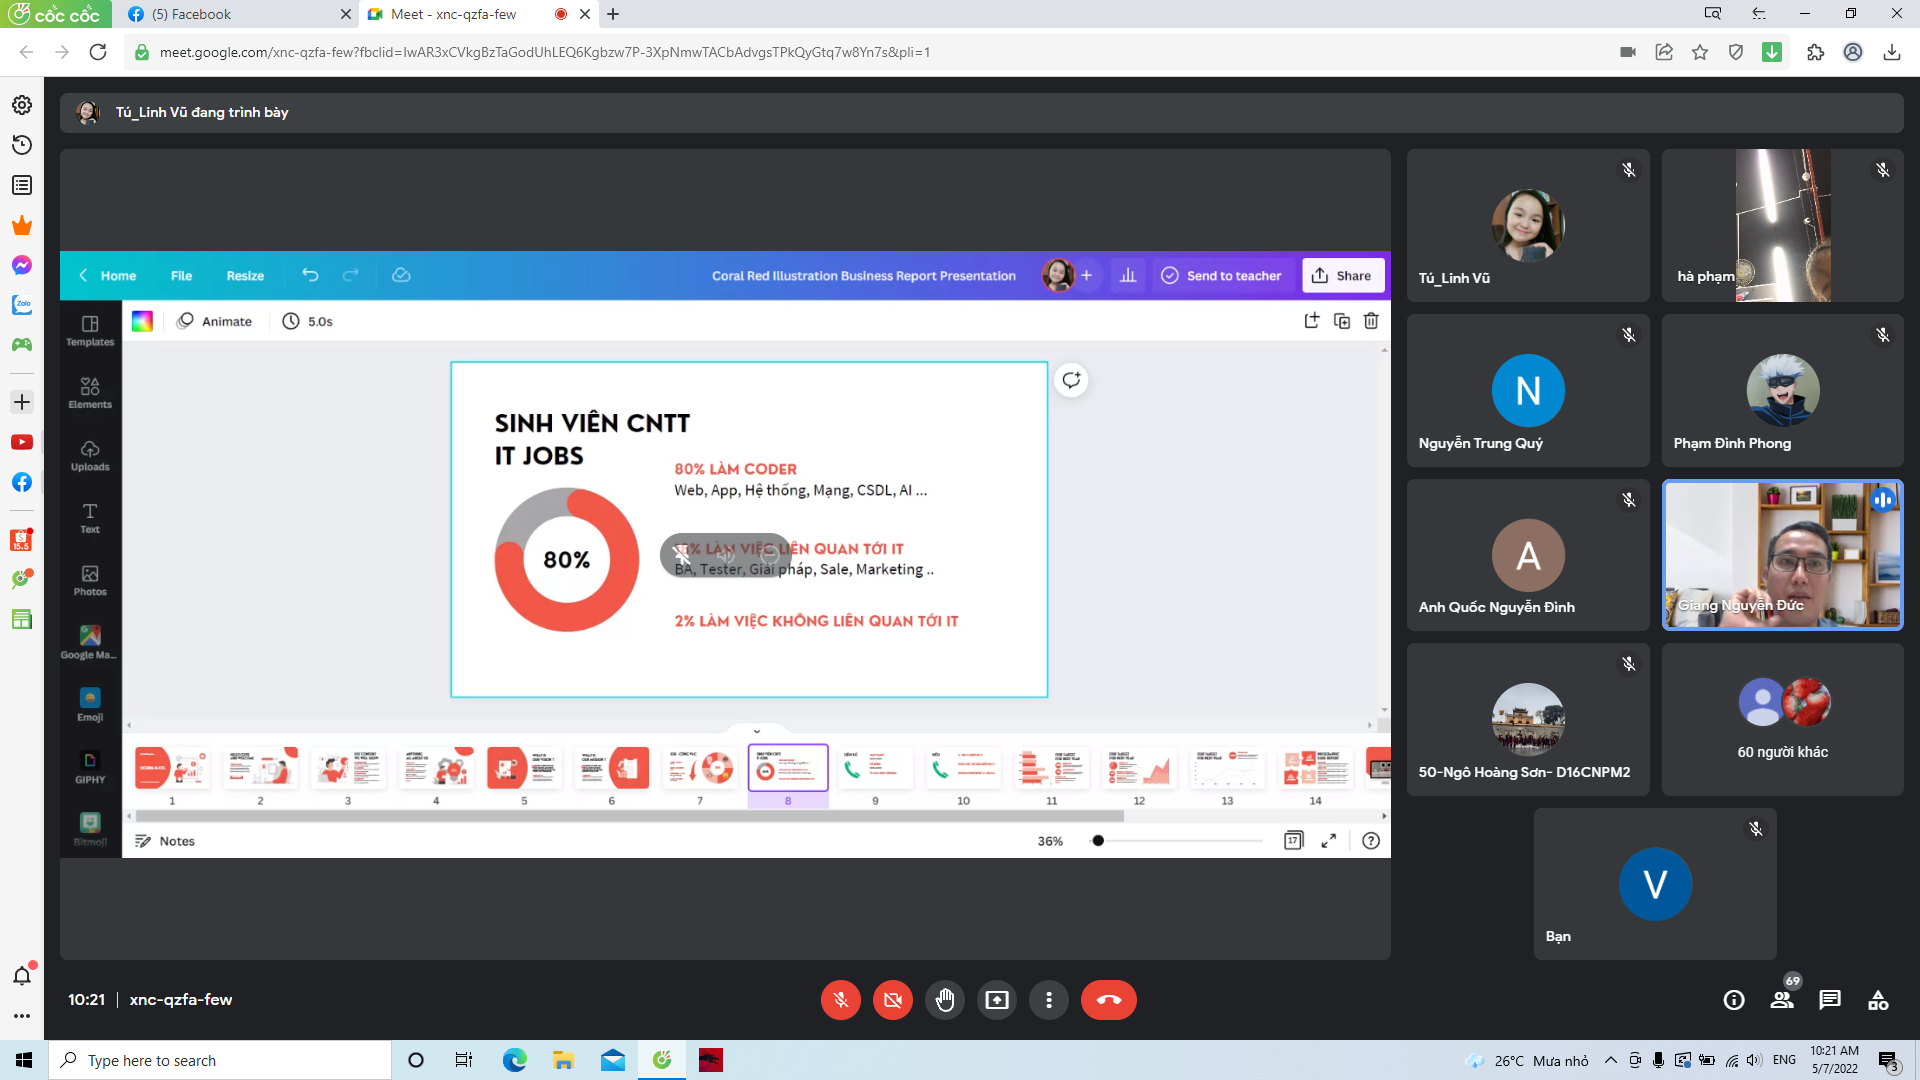 cốc cốc
(5) Facebook
Meet - xnc-qzfa-few
meet.google.com/xnc-qzfa-few?fbclid=IwAR3xCVkgBzTaGodUhLEQ6Kgbzw7P-3XpNmwTACbAdvgsTPkQyGtq7w8Yn7s&pli=1
Tú_Linh Vũ đang trình bày
Home
File
Resize
Coral Red Illustration Business Report Presentation
Send to teacher
Share
Animate
5.0s
Templates
Elements
Uploads
Text
Photos
Google Ma...
Emoji
GIPHY
Bitmoji
SINH VIÊN CNTT
IT JOBS
80%
80% LÀM CODER
Web, App, Hệ thống, Mạng, CSDL, AI ...
LÀM VIỆC LIÊN QUAN TỚI IT
BA, Tester, Giải pháp, Sale, Marketing ..
2% LÀM VIỆC KHÔNG LIÊN QUAN TỚI IT
1
2
3
4
5
6
7
8
9
10
11
12
13
14
Notes
36%
17
Tú_Linh Vũ
hà phạm
N
Nguyễn Trung Quý
Phạm Đình Phong
A
Anh Quốc Nguyễn Đình
Giang Nguyễn Đức
50-Ngô Hoàng Sơn- D16CNPM2
60 người khác
V
Bạn
Zalo
15.5
10:21
xnc-qzfa-few
69
Type here to search
26°C Mưa nhỏ
ENG
10:21 AM
5/7/2022
3